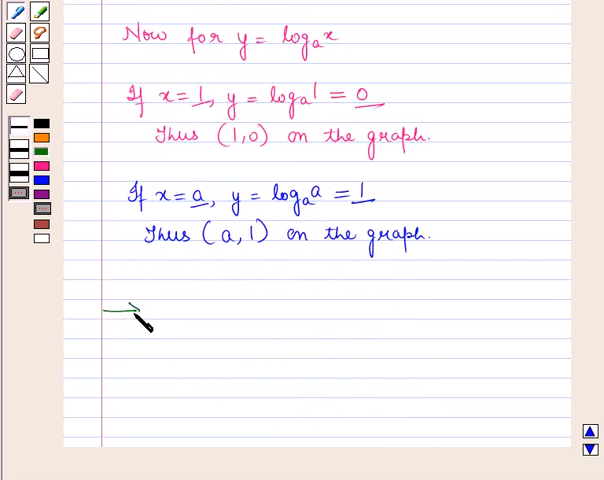 Now for y = logₐx
If x = 1, y = logₐ1 = 0
Thus (1,0) on the graph.
If x = a, y = logₐa = 1
Thus (a,1) on the graph.